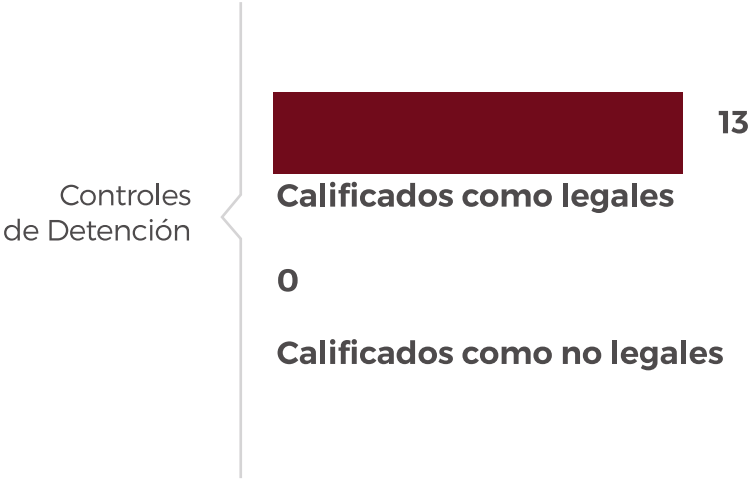 Controles
de Detención
13
Calificados como legales
0
Calificados como no legales